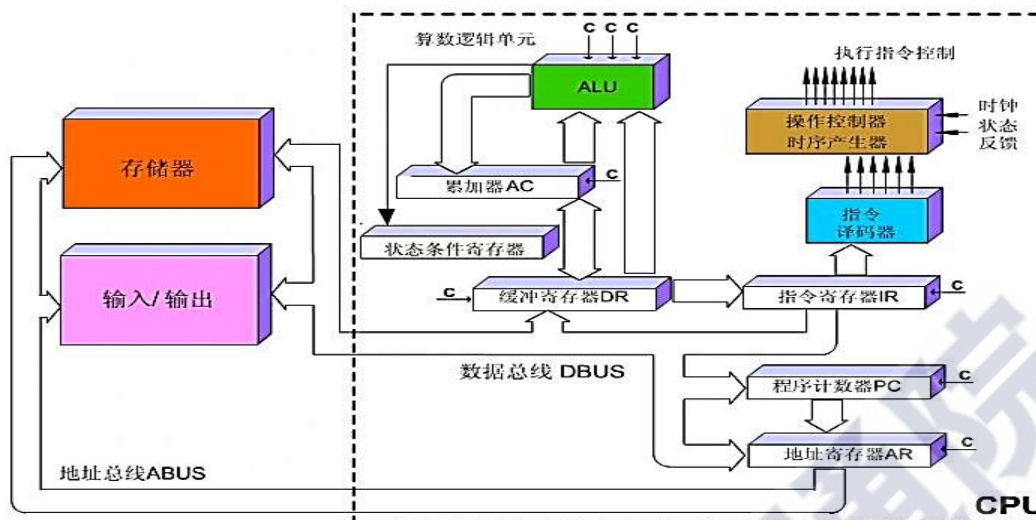 C C C
算数逻辑单元
ALU
执行指令控制
时钟
状态
反馈
操作控制器
时序产生器
存储器
累加器AC
C
指令
译码器
状态条件寄存器
输入/输出
C
缓冲寄存器DR
指令寄存器IR
C
数据总线 DBUS
程序计数器PC
C
地址寄存器AR
C
地址总线ABUS
CPU
通院